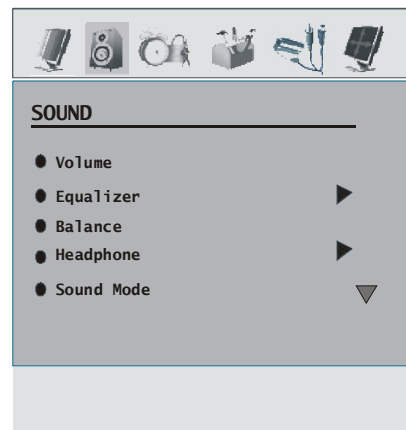 SOUND
Volume
Equalizer
Balance
Headphone
Sound Mode